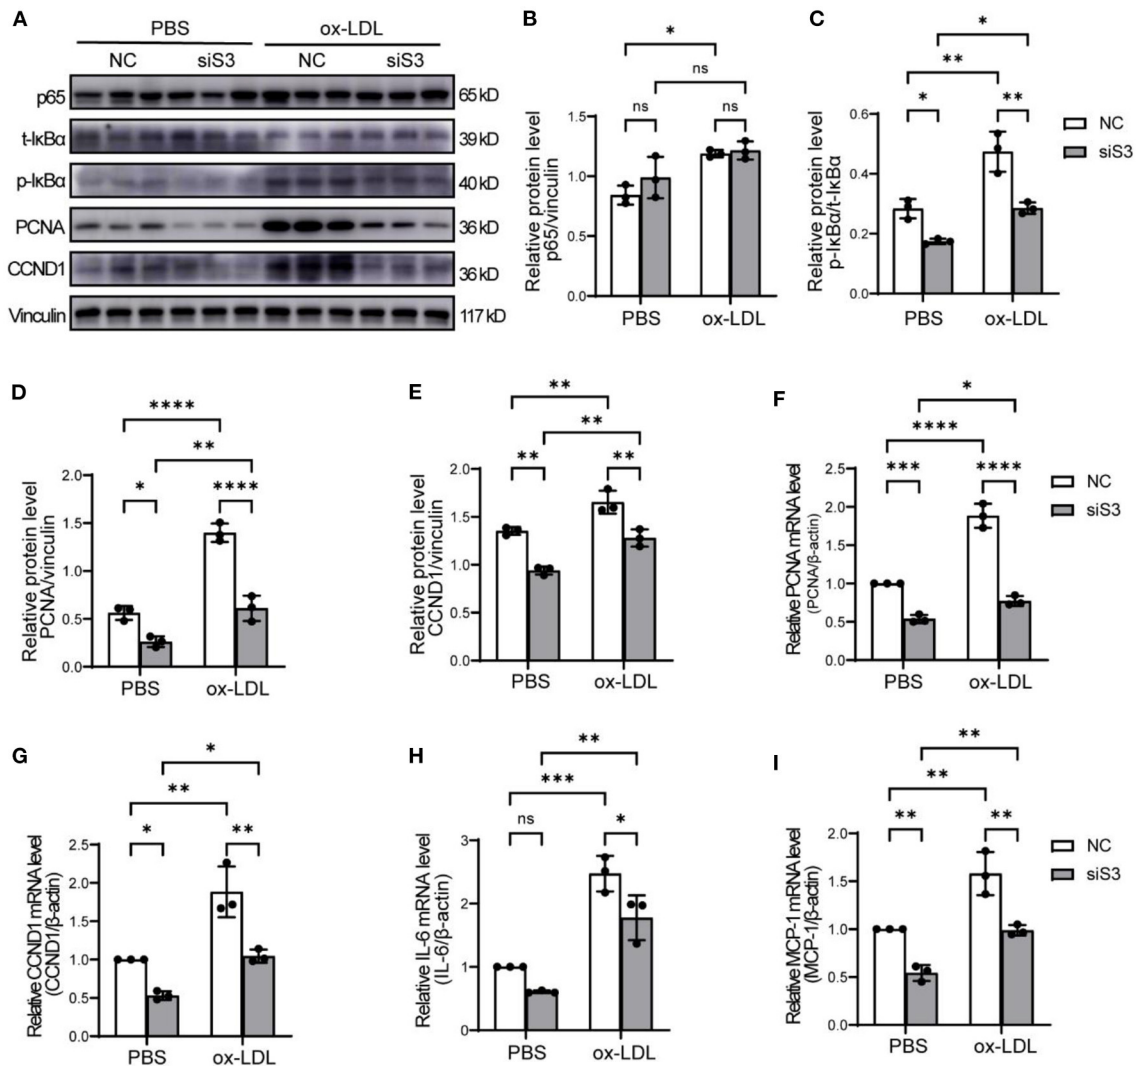 A
PBS
ox-LDL
NC
siS3
NC
siS3
p65
65 kD
t-IκBα
39 kD
p-IκBα
40 kD
PCNA
36 kD
CCND1
36 kD
Vinculin
117 kD
B
*
ns
ns
ns
Relative protein level
p65/vinculin
1.5
1.0
0.5
0.0
PBS
ox-LDL
C
*
**
*
**
Relative protein level
p-IκBα/t-IκBα
0.6
0.4
0.2
0.0
PBS
ox-LDL
NC
siS3
D
****
**
*
****
Relative protein level
PCNA/vinculin
2.0
1.5
1.0
0.5
0.0
PBS
ox-LDL
E
**
**
**
**
Relative protein level
CCND1/vinculin
2.0
1.5
1.0
0.5
0.0
PBS
ox-LDL
F
*
****
***
****
Relative PCNA mRNA level
(PCNA/β-actin)
2.5
2.0
1.5
1.0
0.5
0.0
PBS
ox-LDL
NC
siS3
G
*
**
*
**
Relative CCND1 mRNA level
(CCND1/β-actin)
2.5
2.0
1.5
1.0
0.5
0.0
PBS
ox-LDL
H
**
***
ns
*
Relative IL-6 mRNA level
(IL-6/β-actin)
3
2
1
0
PBS
ox-LDL
I
**
**
**
**
Relative MCP-1 mRNA level
(MCP-1/β-actin)
2.0
1.5
1.0
0.5
0.0
PBS
ox-LDL
NC
siS3